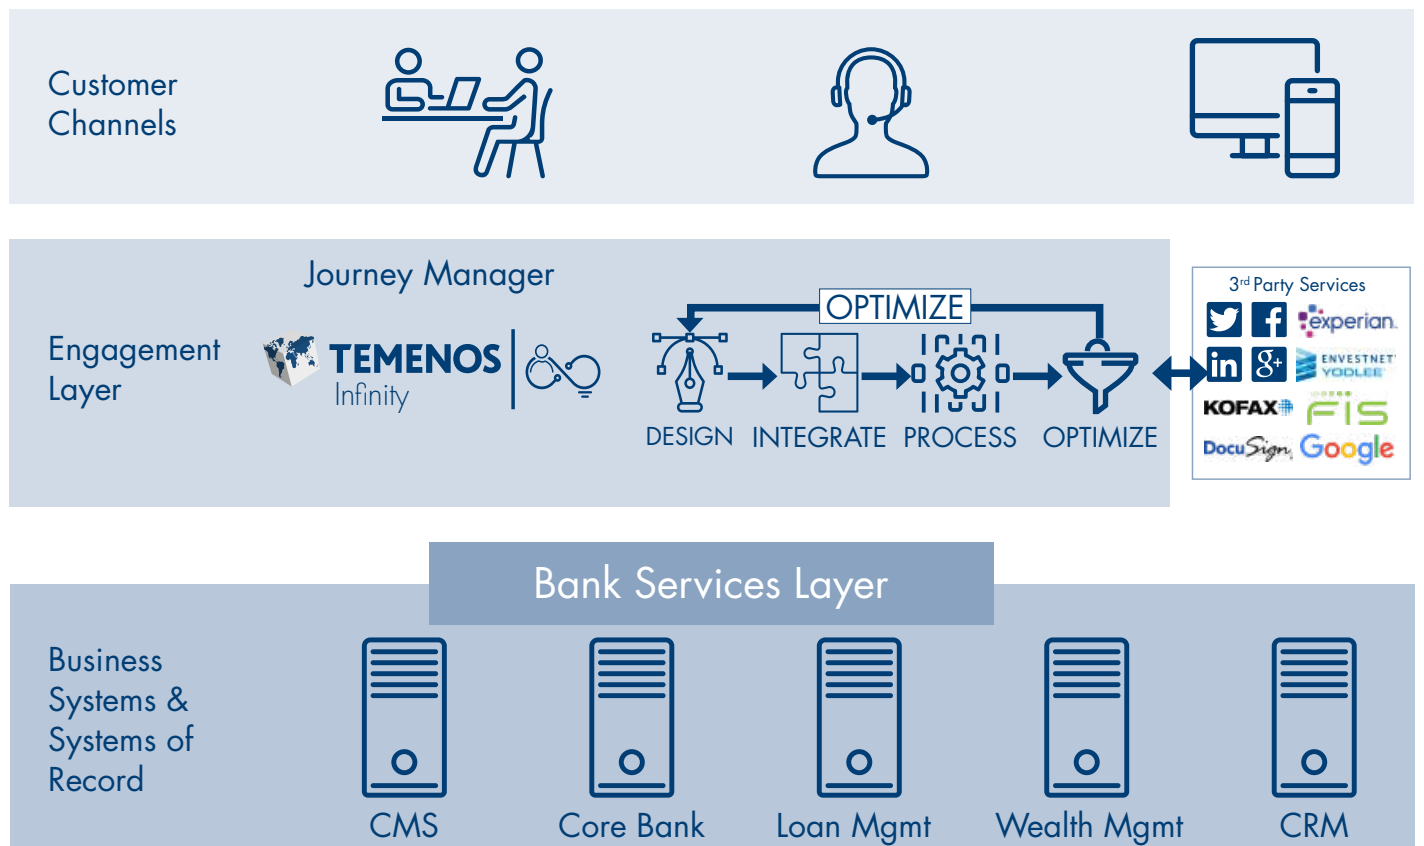 Customer
Channels
Journey Manager
Engagement
Layer
TEMENOS
Infinity
OPTIMIZE
DESIGN
INTEGRATE
PROCESS
OPTIMIZE
3rd Party Services
experian.
in
g+
ENVESTNET
YODLEE
KOFAX
FIS
DocuSign
Google
Bank Services Layer
Business
Systems &
Systems of
Record
CMS
Core Bank
Loan Mgmt
Wealth Mgmt
CRM